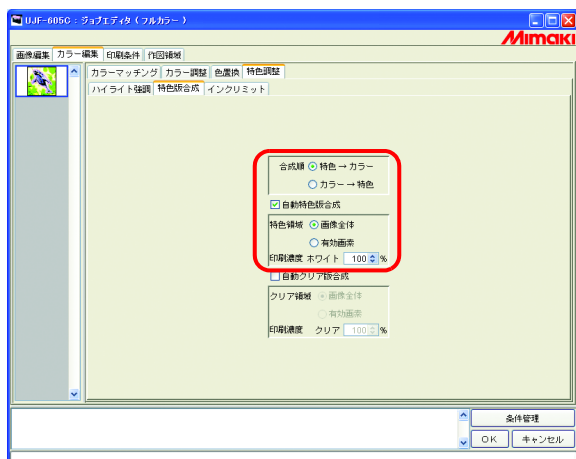 UJF-605C : ジョブエディタ ( フルカラー )
Mimaki
画像編集 カラー編集 印刷条件 作図領域
カラーマッチング カラー調整 色置換 特色調整
ハイライト強調 特色版合成 インクリミット
合成順 特色 → カラー
カラー → 特色
自動特色版合成
特色領域 画像全体
有効画素
印刷濃度 ホワイト 100 %
自動クリア版合成
クリア領域 画像全体
有効画素
印刷濃度 クリア 100 %
条件管理
OK キャンセル